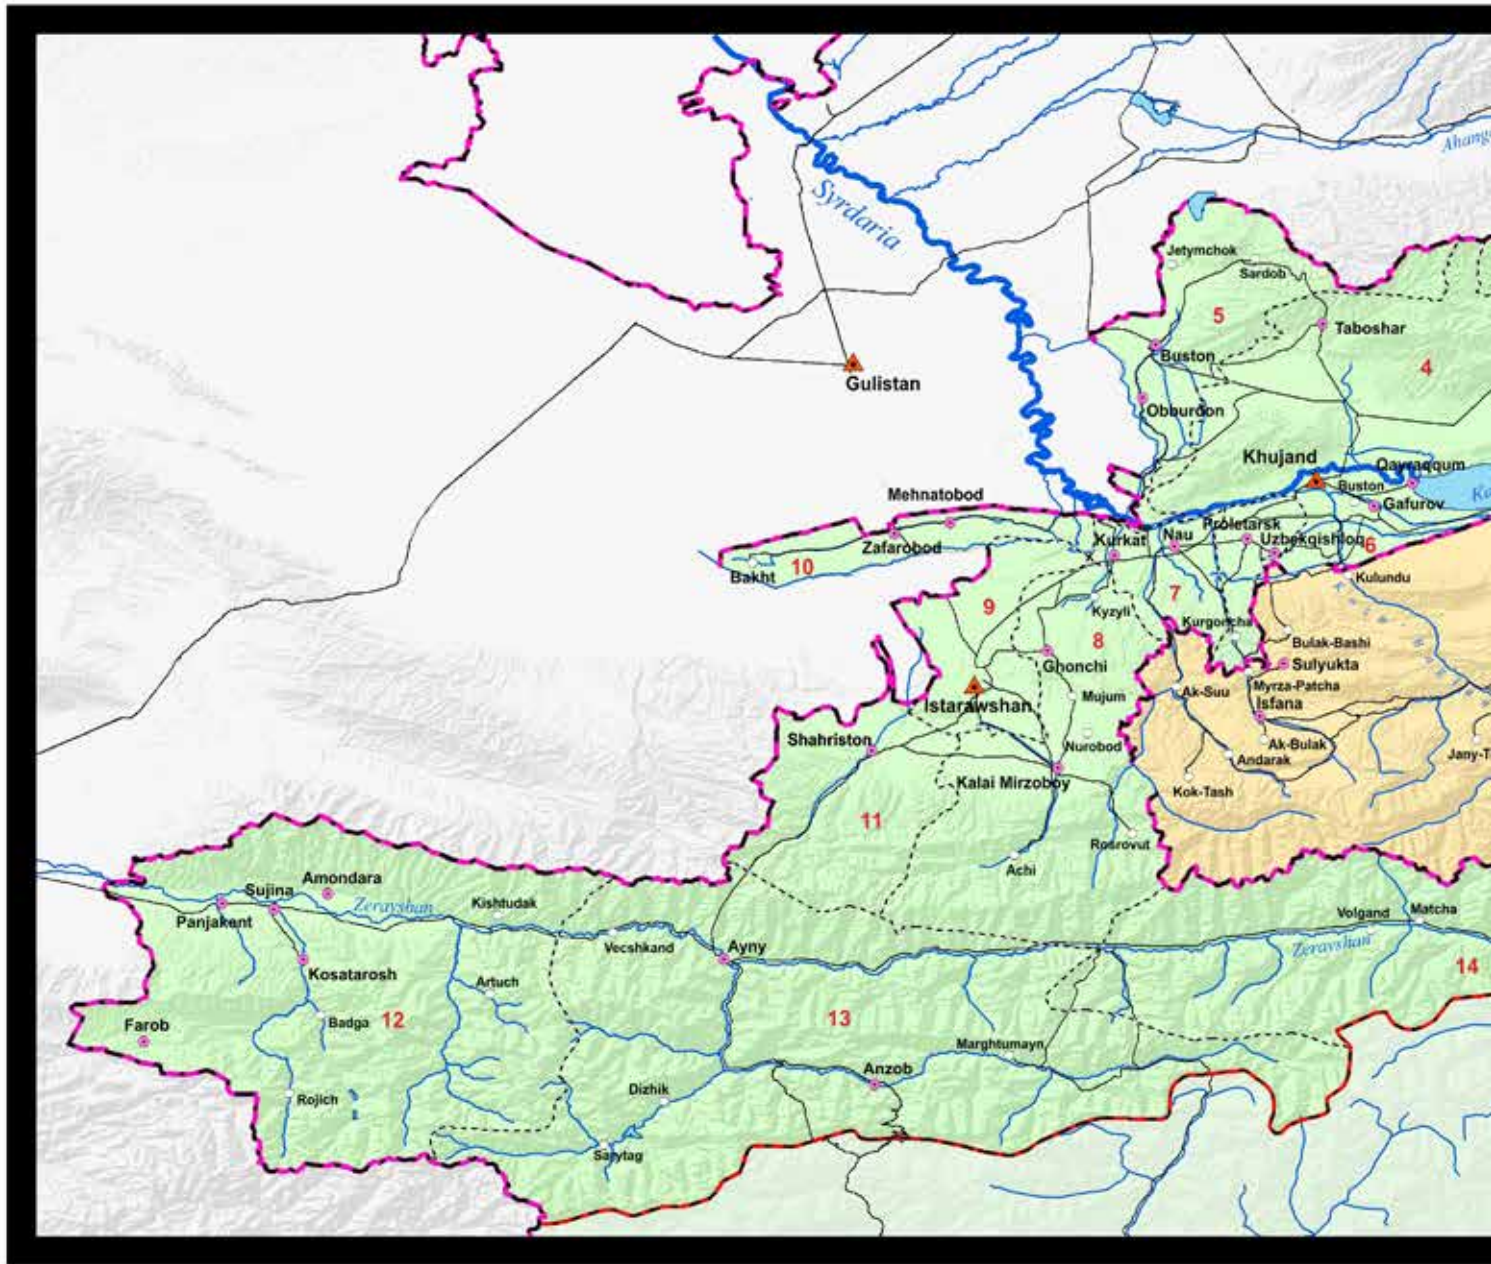 Syrdaria
Ahang
Jetymchok
Sardob
5
Taboshar
Buston
4
Gulistan
Obburdon
Khujand
Qayraqqum
Buston
Mehnatobod
Gafurov
Proletarsk
Zafarobod
Kurkat
Nau
Uzbekqishloq
6
Bakht
10
Kulundu
7
9
Kyzyli
Kurgoncha
8
Bulak-Bashi
Ghonchi
Sulyukta
Ak-Suu
Myrza-Patcha
Mujum
Isfana
Istarawshan
Shahriston
Nurobod
Ak-Bulak
Andarak
Jany-T
Kalai Mirzoboy
Kok-Tash
11
Rosrovut
Achi
Amondara
Sujina
Zeravshan
Kishtudak
Panjakent
Volgand
Matcha
Vecshkand
Ayny
Zeravshan
Kosatarosh
14
Artuch
Farob
Badga
12
13
Marghtumayn
Anzob
Rojich
Dizhik
Sarytag